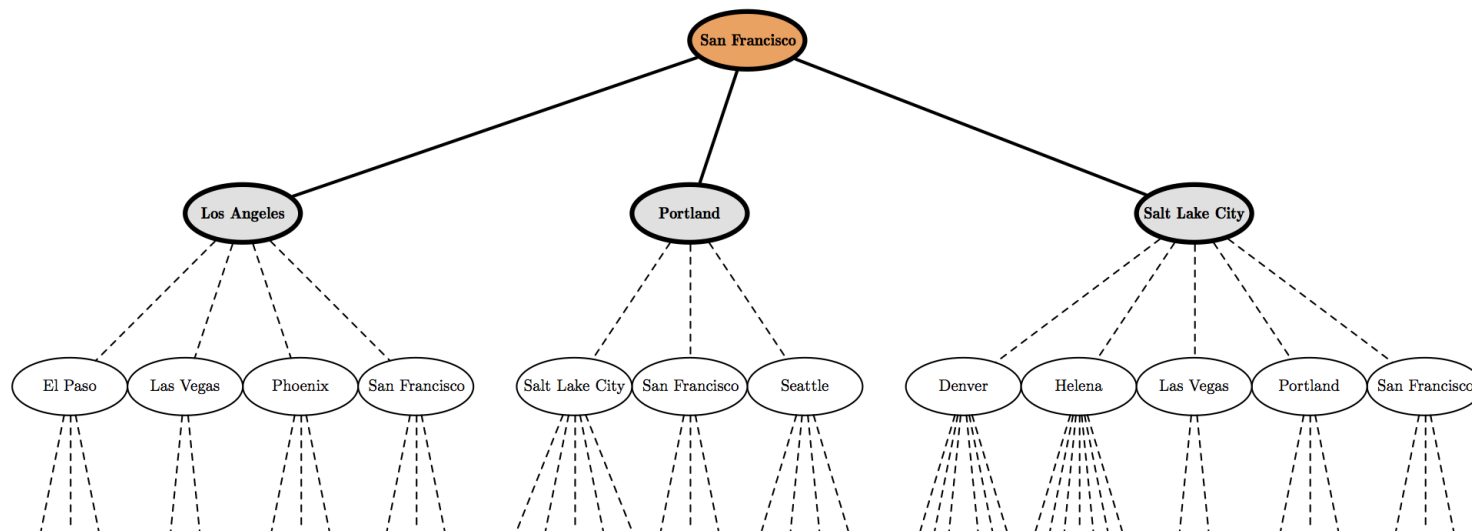 San Francisco
Los Angeles
Portland
Salt Lake City
El Paso
Las Vegas
Phoenix
San Francisco
Salt Lake City
San Francisco
Seattle
Denver
Helena
Las Vegas
Portland
San Francisco